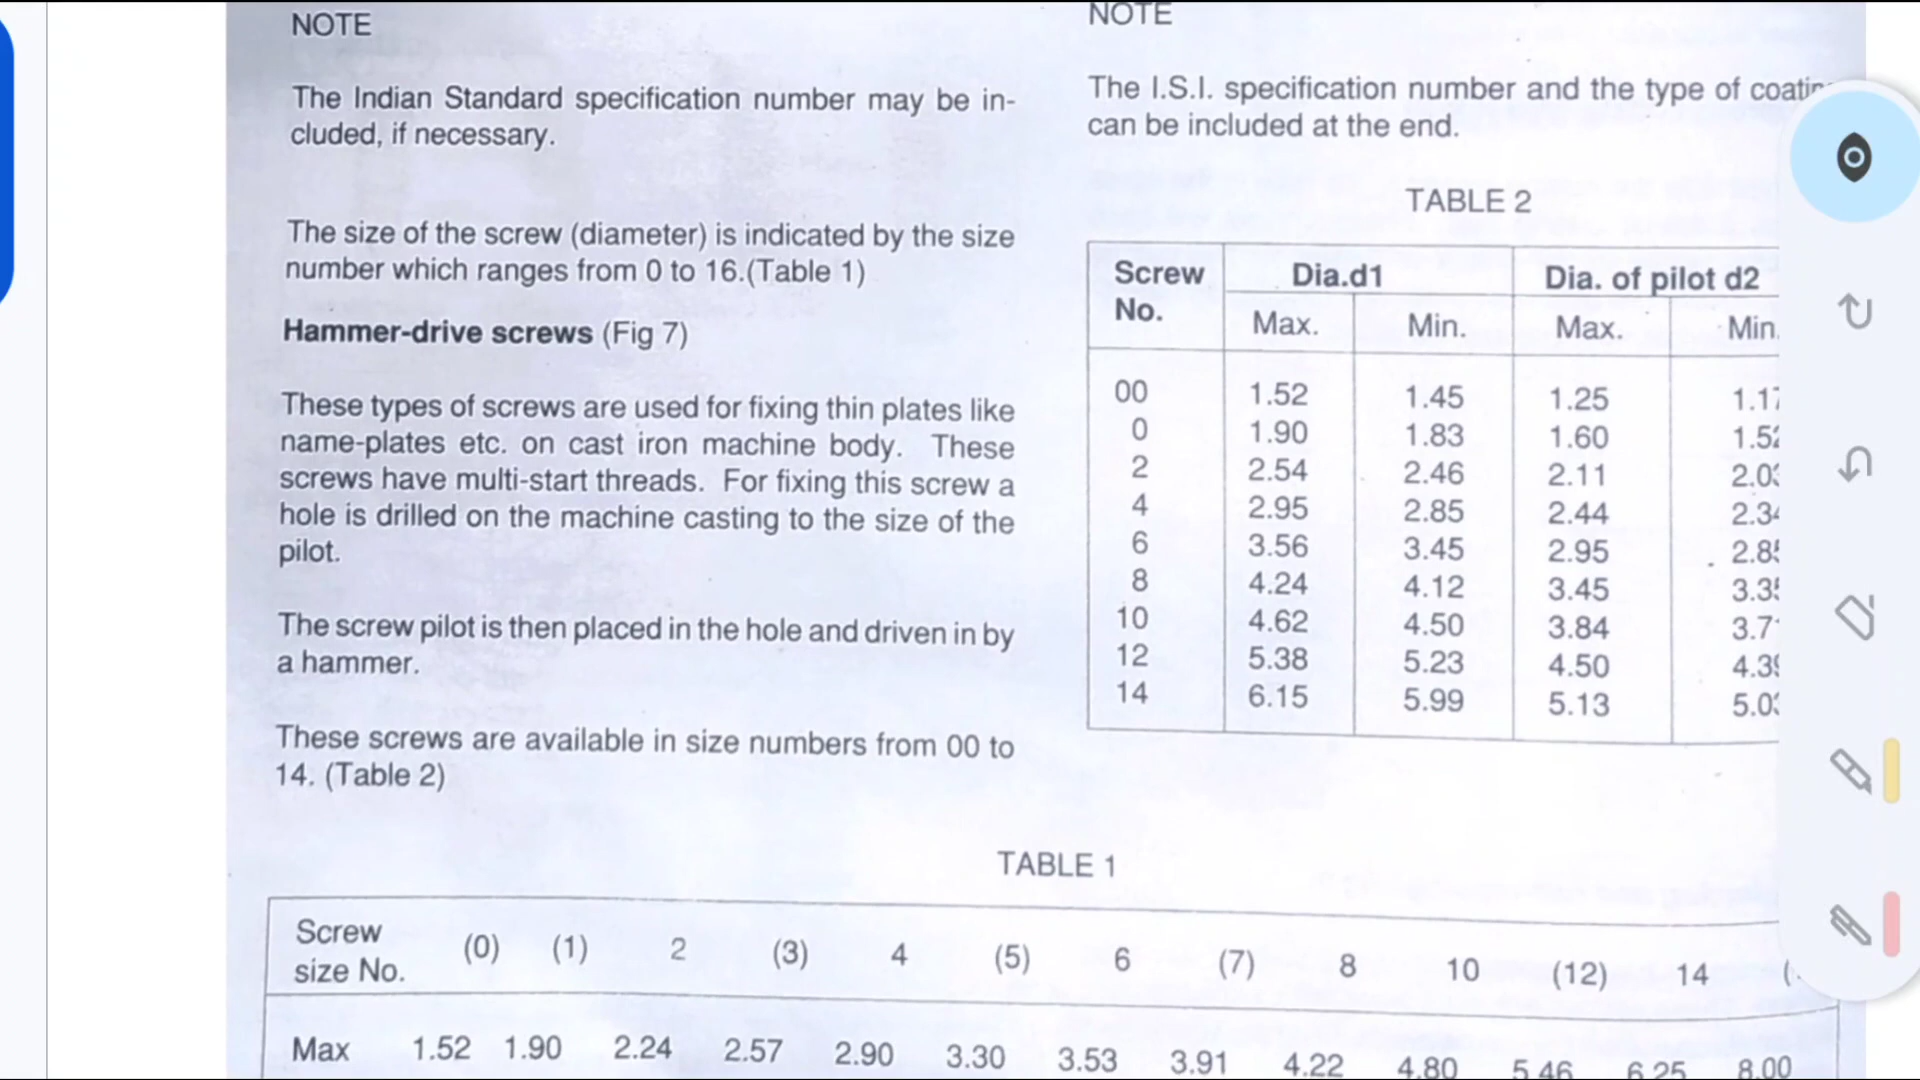 NOTE
The Indian Standard specification number may be in-
cluded, if necessary.
The size of the screw (diameter) is indicated by the size
number which ranges from 0 to 16.(Table 1)
Hammer-drive screws (Fig 7)
These types of screws are used for fixing thin plates like
name-plates etc. on cast iron machine body. These
screws have multi-start threads. For fixing this screw a
hole is drilled on the machine casting to the size of the
pilot.
The screw pilot is then placed in the hole and driven in by
a hammer.
These screws are available in size numbers from 00 to
14. (Table 2)
NOTE
The I.S.I. specification number and the type of
can be included at the end.
TABLE 2
Screw No. Dia.d1 Dia. of pilot d2
Max. Min. Max. Min.
00 1.52 1.45 1.25
0 1.90 1.83 1.60
2 2.54 2.46 2.11
4 2.95 2.85 2.44
6 3.56 3.45 2.95
8 4.24 4.12 3.45
10 4.62 4.50 3.84
12 5.38 5.23 4.50
14 6.15 5.99 5.13
TABLE 1
Screw size No. (0) (1) 2 (3) 4 (5) 6 (7) 8 10 (12) 14
Max 1.52 1.90 2.24 2.57 2.90 3.30 3.53 3.91 4.22 4.80 5.46 6.25 8.00